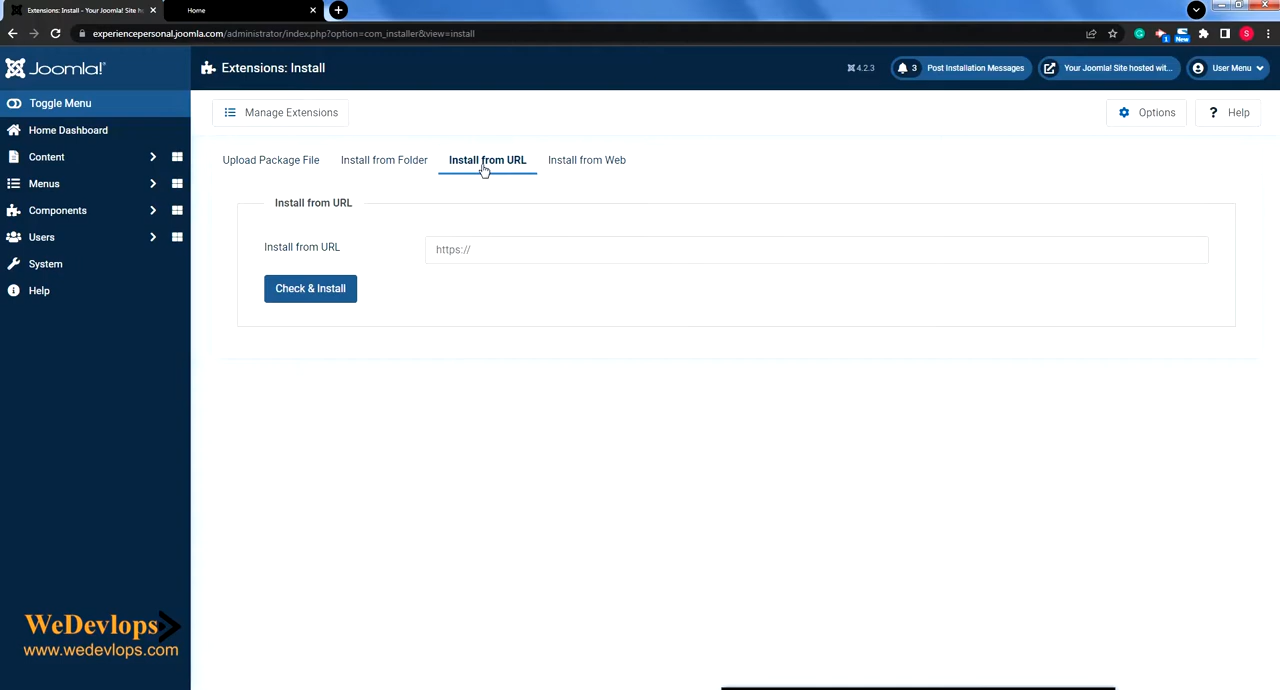 Extensions: Install - Your Joomla! Site h
Home
experiencepersonal.joomla.com/administrator/index.php?option=com_installer&view=install
S
1
New
Joomla!
Extensions: Install
4.2.3
3
Post Installation Messages
Your Joomla! Site hosted wit...
User Menu
Toggle Menu
Manage Extensions
Options
? Help
Home Dashboard
Content
Menus
Components
Users
System
Help
Upload Package File
Install from Folder
Install from URL
Install from Web
Install from URL
Install from URL
https://
Check & Install
WeDevlops
www.wedevlops.com